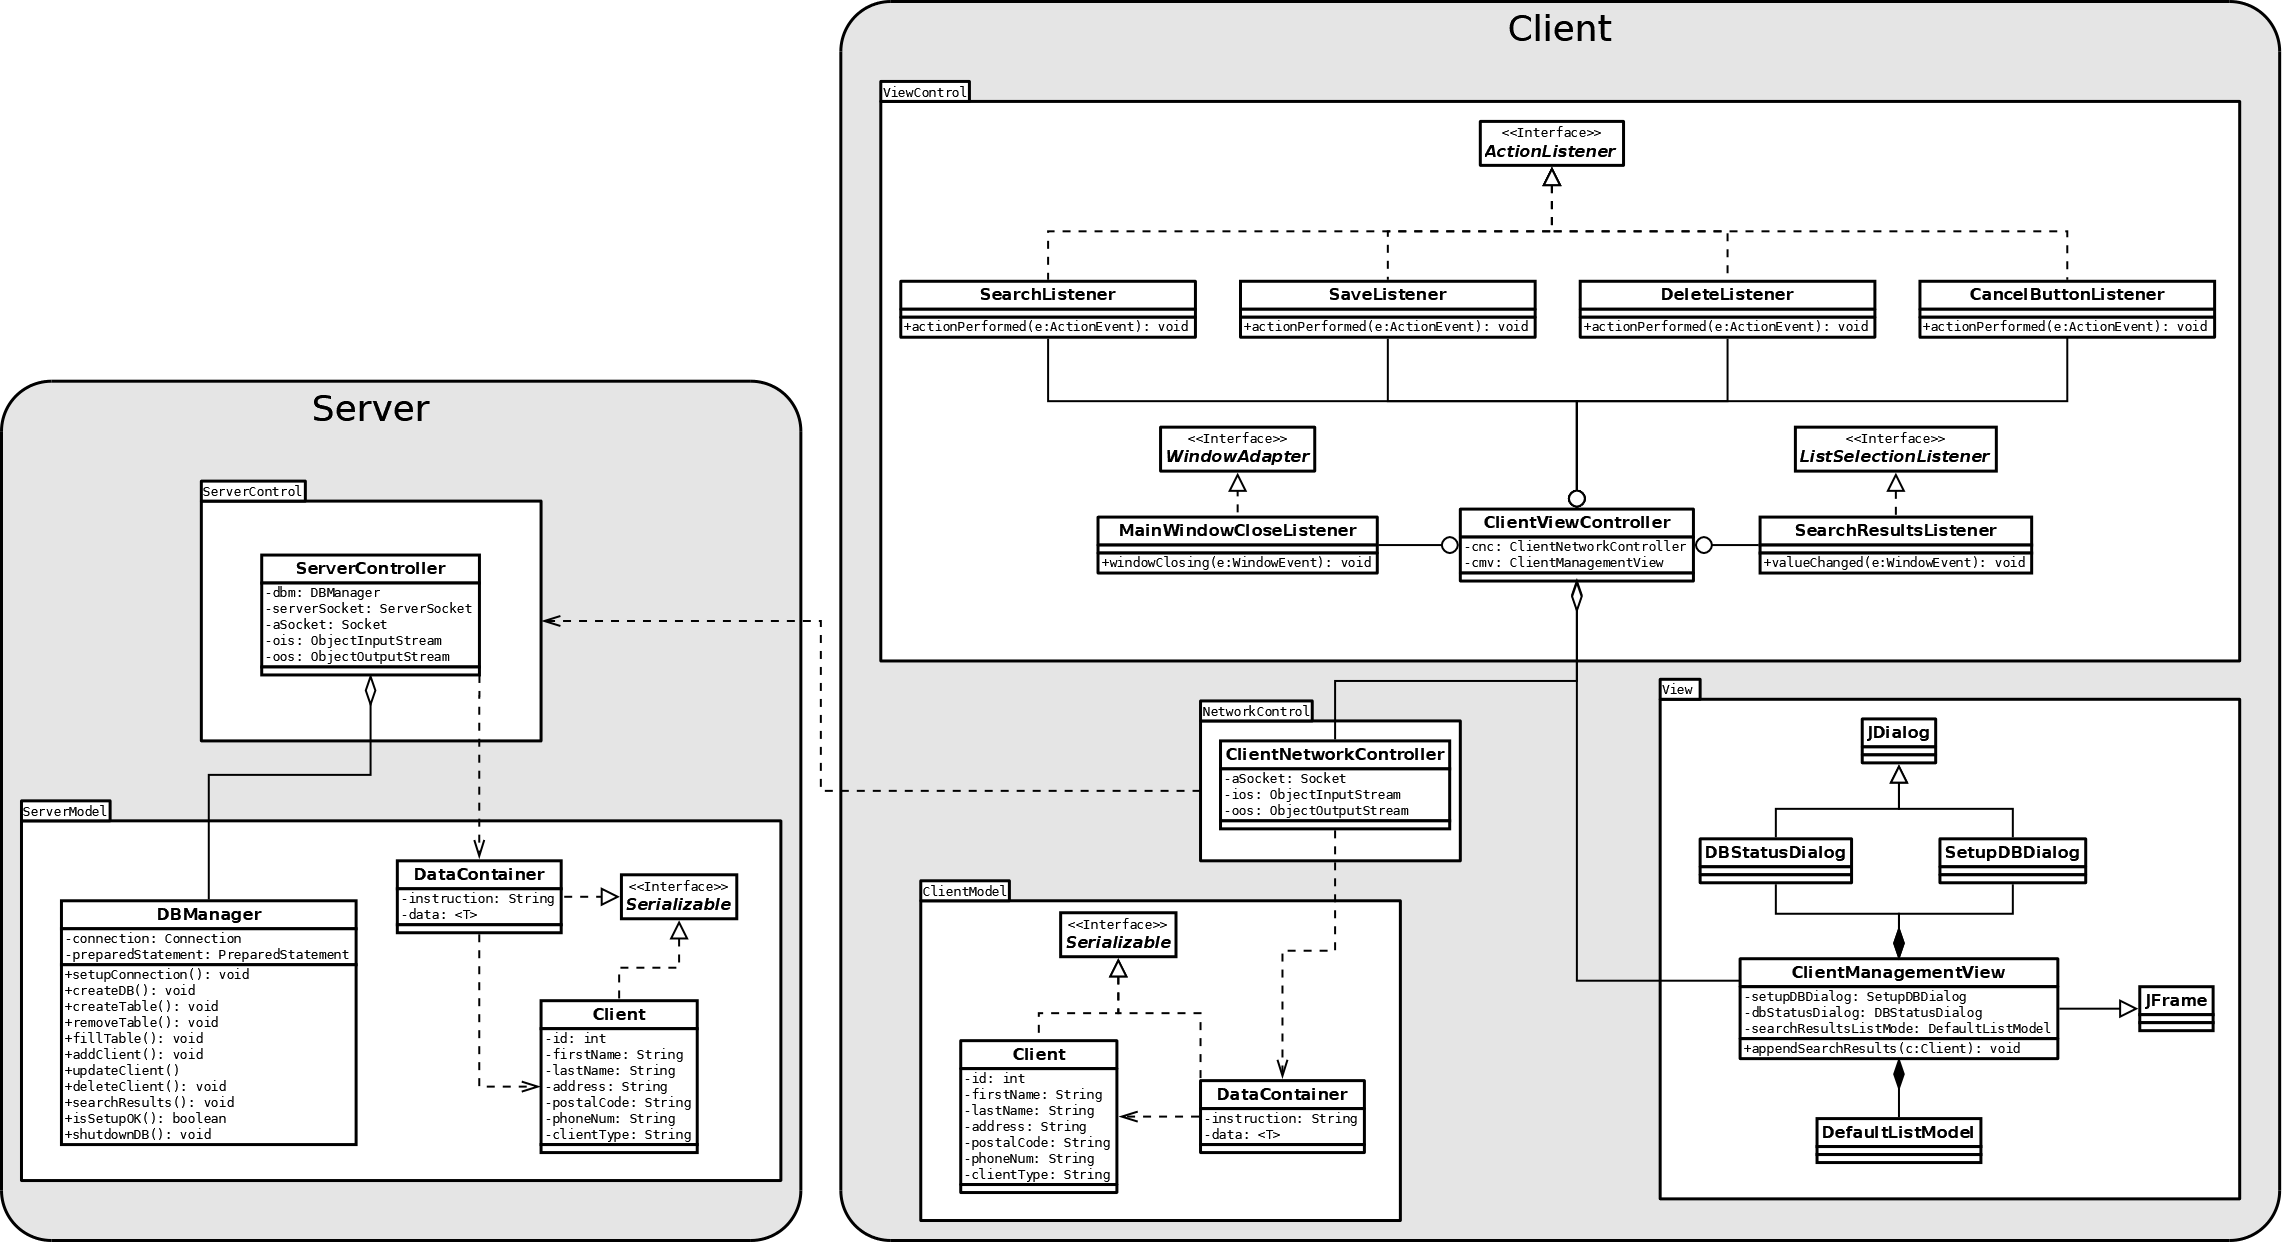 Client
ViewControl
<<Interface>>
ActionListener
SearchListener
+actionPerformed(e:ActionEvent): void
SaveListener
+actionPerformed(e:ActionEvent): void
DeleteListener
+actionPerformed(e:ActionEvent): void
CancelButtonListener
+actionPerformed(e:ActionEvent): void
<<Interface>>
WindowAdapter
<<Interface>>
ListSelectionListener
MainWindowCloseListener
+windowClosing(e:WindowEvent): void
ClientViewController
-cnc: ClientNetworkController
-cmv: ClientManagementView
SearchResultsListener
+valueChanged(e:WindowEvent): void
Server
ServerControl
ServerController
-dbm: DBManager
-serverSocket: ServerSocket
-aSocket: Socket
-ois: ObjectInputStream
-oos: ObjectOutputStream
ServerModel
DBManager
-connection: Connection
-preparedStatement: PreparedStatement
+setupConnection(): void
+createDB(): void
+createTable(): void
+removeTable(): void
+fillTable(): void
+addClient(): void
+updateClient()
+deleteClient(): void
+searchResults(): void
+isSetupOK(): boolean
+shutdownDB(): void
DataContainer
-instruction: String
-data: <T>
<<Interface>>
Serializable
Client
-id: int
-firstName: String
-lastName: String
-address: String
-postalCode: String
-phoneNum: String
-clientType: String
NetworkControl
ClientNetworkController
-aSocket: Socket
-ios: ObjectInputStream
-oos: ObjectOutputStream
ClientModel
<<Interface>>
Serializable
Client
-id: int
-firstName: String
-lastName: String
-address: String
-postalCode: String
-phoneNum: String
-clientType: String
DataContainer
-instruction: String
-data: <T>
View
JDialog
DBStatusDialog
SetupDBDialog
ClientManagementView
-setupDBDialog: SetupDBDialog
-dbStatusDialog: DBStatusDialog
-searchResultsListMode: DefaultListModel
+appendSearchResults(c:Client): void
JFrame
DefaultListModel